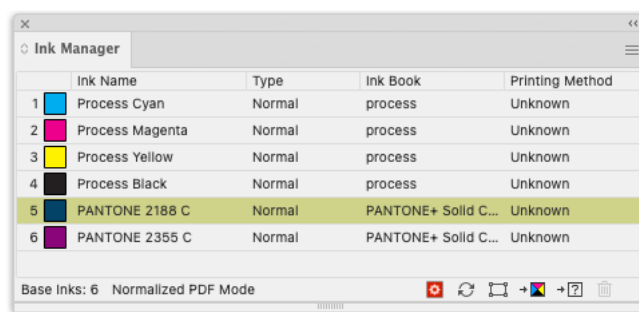 Ink Manager
Ink Name Type Ink Book Printing Method
1 Process Cyan Normal process Unknown
2 Process Magenta Normal process Unknown
3 Process Yellow Normal process Unknown
4 Process Black Normal process Unknown
5 PANTONE 2188 C Normal PANTONE+ Solid C... Unknown
6 PANTONE 2355 C Normal PANTONE+ Solid C... Unknown
Base Inks: 6 Normalized PDF Mode